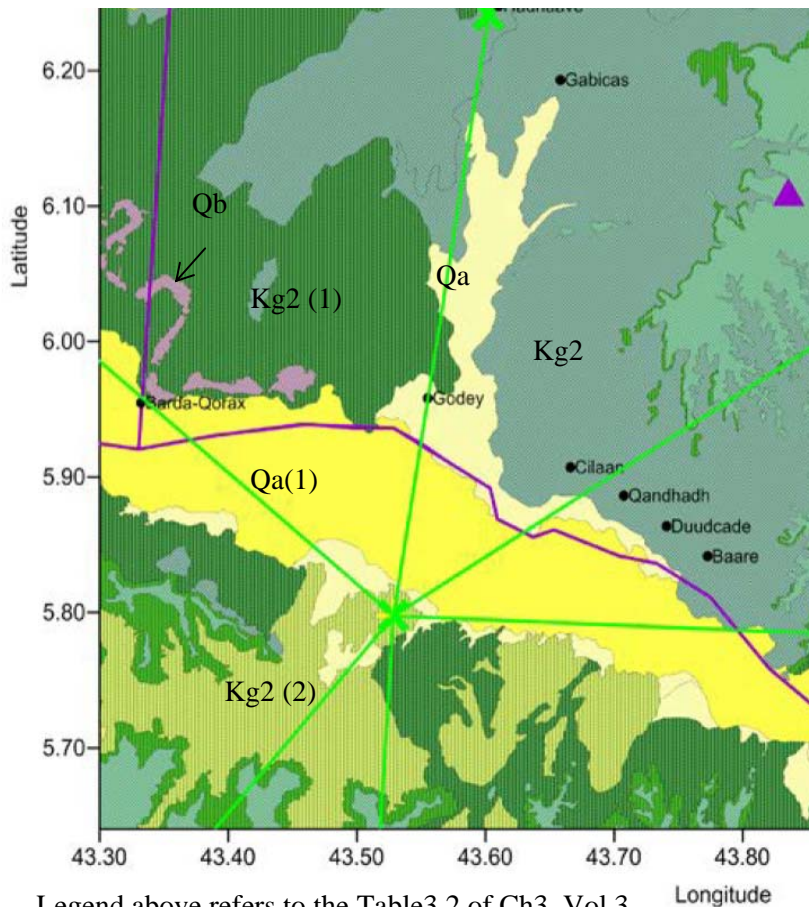 6.20
Gabicas
6.10
Qb
Latitude
Kg2 (1)
Qa
6.00
Kg2
Barda-Qorax
Godey
5.90
Cilaan
Qa(1)
Qandhadh
Duudcade
Baare
5.80
Kg2 (2)
5.70
43.30 43.40 43.50 43.60 43.70 43.80
Legend above refers to the Table3.2 of Ch3, Vol.3
Longitude